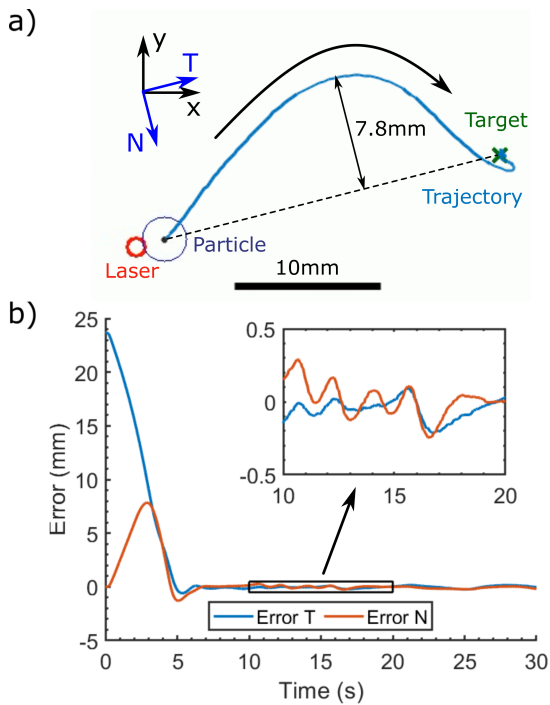 a)
y
T
x
N
7.8mm
Target
Trajectory
Particle
Laser
10mm
b)
25
20
15
10
5
0
-5
Error (mm)
0.5
0
-0.5
10
15
20
Error T
Error N
0
5
10
15
20
25
30
Time (s)